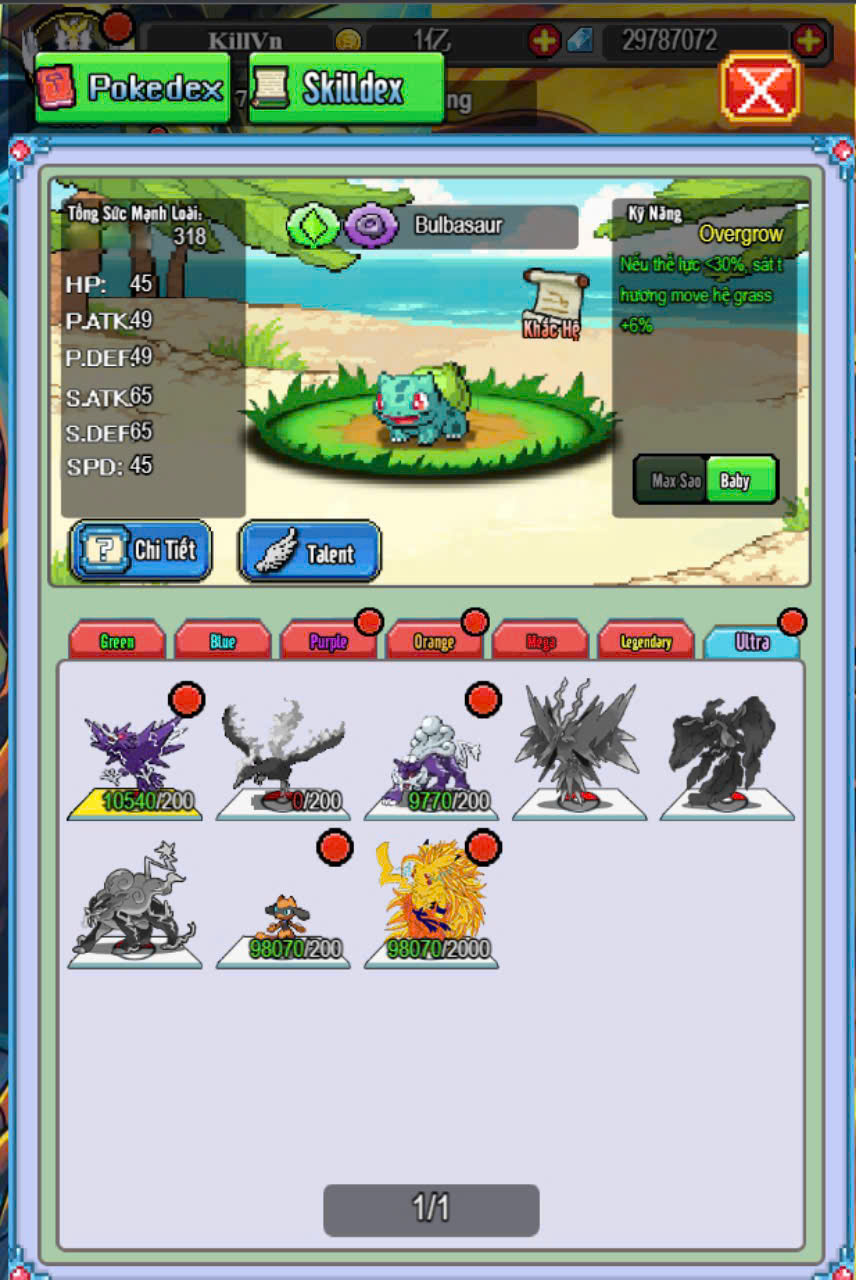 KillVn 1亿 29787072
Pokedex Skilldex
ng
Tổng Sức Mạnh Loài:
318
Bulbasaur
Kỹ Năng
Overgrow
Nếu thể lực <30%, sát t
hương move hệ grass
+6%
HP: 45
P.ATK:49
P.DEF:49
S.ATK:65
S.DEF:65
SPD: 45
Khắc Hệ
Max Sao Baby
Chi Tiết Talent
Green Blue Purple Orange Mega Legendary Ultra
10540/200 0/200 9770/200
98070/200 98070/2000
1/1